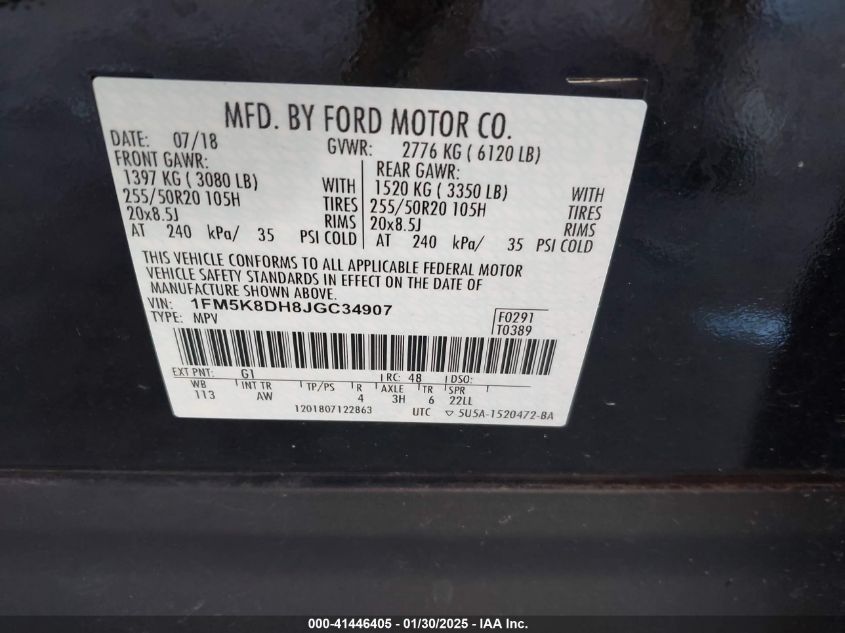 MFD. BY FORD MOTOR CO.
DATE: 07/18 GVWR: 2776 KG ( 6120 LB)
FRONT GAWR: REAR GAWR:
1397 KG ( 3080 LB) WITH 1520 KG ( 3350 LB) WITH
255/50R20 105H TIRES 255/50R20 105H TIRES
20x8.5J RIMS 20x8.5J RIMS
AT 240 kPa/ 35 PSI COLD AT 240 kPa/ 35 PSI COLD
THIS VEHICLE CONFORMS TO ALL APPLICABLE FEDERAL MOTOR
VEHICLE SAFETY STANDARDS IN EFFECT ON THE DATE OF
MANUFACTURE SHOWN ABOVE.
VIN: 1FM5K8DH8JGC34907 F0291
TYPE: MPV T0389
EXT PNT: G1 RC: 48 DSO:
WB INT TR TP/PS R AXLE TR SPR
113 AW 4 3H 6 22LL
1201807122863 UTC ▽ 5U5A-1520472-BA
000-41446405 - 01/30/2025 - IAA Inc.